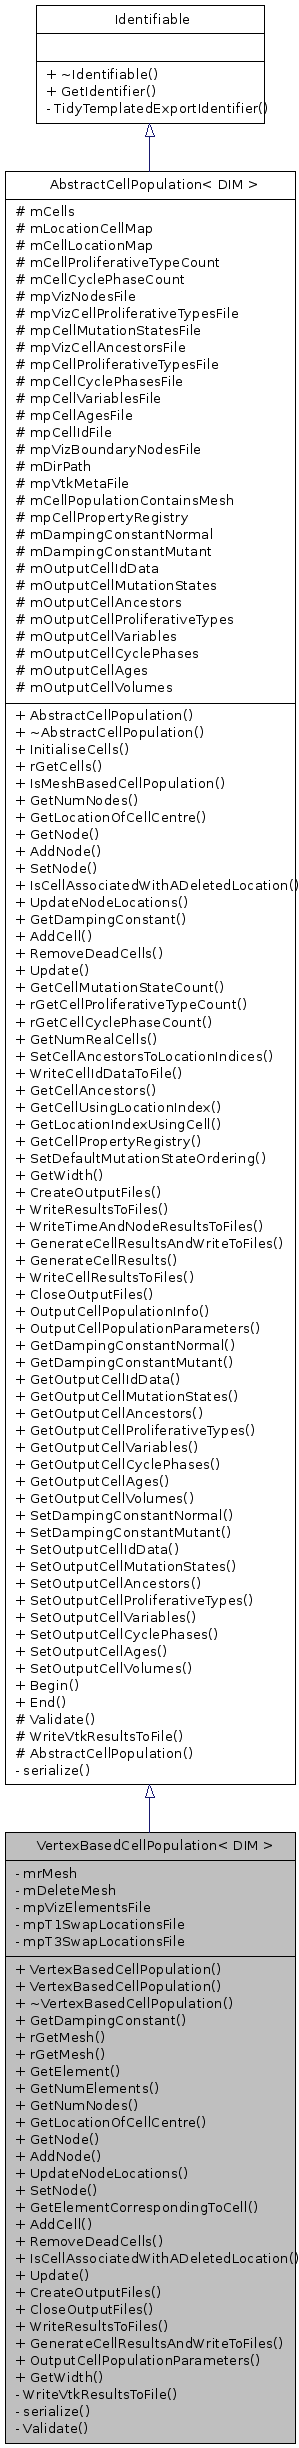 Identifiable
+ ~Identifiable()
+ GetIdentifier()
- TidyTemplatedExportIdentifier()
AbstractCellPopulation< DIM >
# mCells
# mLocationCellMap
# mCellLocationMap
# mCellProliferativeTypeCount
# mCellCyclePhaseCount
# mpVizNodesFile
# mpVizCellProliferativeTypesFile
# mpCellMutationStatesFile
# mpVizCellAncestorsFile
# mpCellProliferativeTypesFile
# mpCellCyclePhasesFile
# mpCellVariablesFile
# mpCellAgesFile
# mpCellIdFile
# mpVizBoundaryNodesFile
# mDirPath
# mpVtkMetaFile
# mCellPopulationContainsMesh
# mpCellPropertyRegistry
# mDampingConstantNormal
# mDampingConstantMutant
# mOutputCellIdData
# mOutputCellMutationStates
# mOutputCellAncestors
# mOutputCellProliferativeTypes
# mOutputCellVariables
# mOutputCellCyclePhases
# mOutputCellAges
# mOutputCellVolumes
+ AbstractCellPopulation()
+ ~AbstractCellPopulation()
+ InitialiseCells()
+ rGetCells()
+ IsMeshBasedCellPopulation()
+ GetNumNodes()
+ GetLocationOfCellCentre()
+ GetNode()
+ AddNode()
+ SetNode()
+ IsCellAssociatedWithADeletedLocation()
+ UpdateNodeLocations()
+ GetDampingConstant()
+ AddCell()
+ RemoveDeadCells()
+ Update()
+ GetCellMutationStateCount()
+ rGetCellProliferativeTypeCount()
+ rGetCellCyclePhaseCount()
+ GetNumRealCells()
+ SetCellAncestorsToLocationIndices()
+ WriteCellIdDataToFile()
+ GetCellAncestors()
+ GetCellUsingLocationIndex()
+ GetLocationIndexUsingCell()
+ GetCellPropertyRegistry()
+ SetDefaultMutationStateOrdering()
+ GetWidth()
+ CreateOutputFiles()
+ WriteResultsToFiles()
+ WriteTimeAndNodeResultsToFiles()
+ GenerateCellResultsAndWriteToFiles()
+ GenerateCellResults()
+ WriteCellResultsToFiles()
+ CloseOutputFiles()
+ OutputCellPopulationInfo()
+ OutputCellPopulationParameters()
+ GetDampingConstantNormal()
+ GetDampingConstantMutant()
+ GetOutputCellIdData()
+ GetOutputCellMutationStates()
+ GetOutputCellAncestors()
+ GetOutputCellProliferativeTypes()
+ GetOutputCellVariables()
+ GetOutputCellCyclePhases()
+ GetOutputCellAges()
+ GetOutputCellVolumes()
+ SetDampingConstantNormal()
+ SetDampingConstantMutant()
+ SetOutputCellIdData()
+ SetOutputCellMutationStates()
+ SetOutputCellAncestors()
+ SetOutputCellProliferativeTypes()
+ SetOutputCellVariables()
+ SetOutputCellCyclePhases()
+ SetOutputCellAges()
+ SetOutputCellVolumes()
+ Begin()
+ End()
# Validate()
# WriteVtkResultsToFile()
# AbstractCellPopulation()
- serialize()
VertexBasedCellPopulation< DIM >
- mrMesh
- mDeleteMesh
- mpVizElementsFile
- mpT1SwapLocationsFile
- mpT3SwapLocationsFile
+ VertexBasedCellPopulation()
+ VertexBasedCellPopulation()
+ ~VertexBasedCellPopulation()
+ GetDampingConstant()
+ rGetMesh()
+ rGetMesh()
+ GetElement()
+ GetNumElements()
+ GetNumNodes()
+ GetLocationOfCellCentre()
+ GetNode()
+ AddNode()
+ UpdateNodeLocations()
+ SetNode()
+ GetElementCorrespondingToCell()
+ AddCell()
+ RemoveDeadCells()
+ IsCellAssociatedWithADeletedLocation()
+ Update()
+ CreateOutputFiles()
+ CloseOutputFiles()
+ WriteResultsToFiles()
+ GenerateCellResultsAndWriteToFiles()
+ OutputCellPopulationParameters()
+ GetWidth()
- WriteVtkResultsToFile()
- serialize()
- Validate()